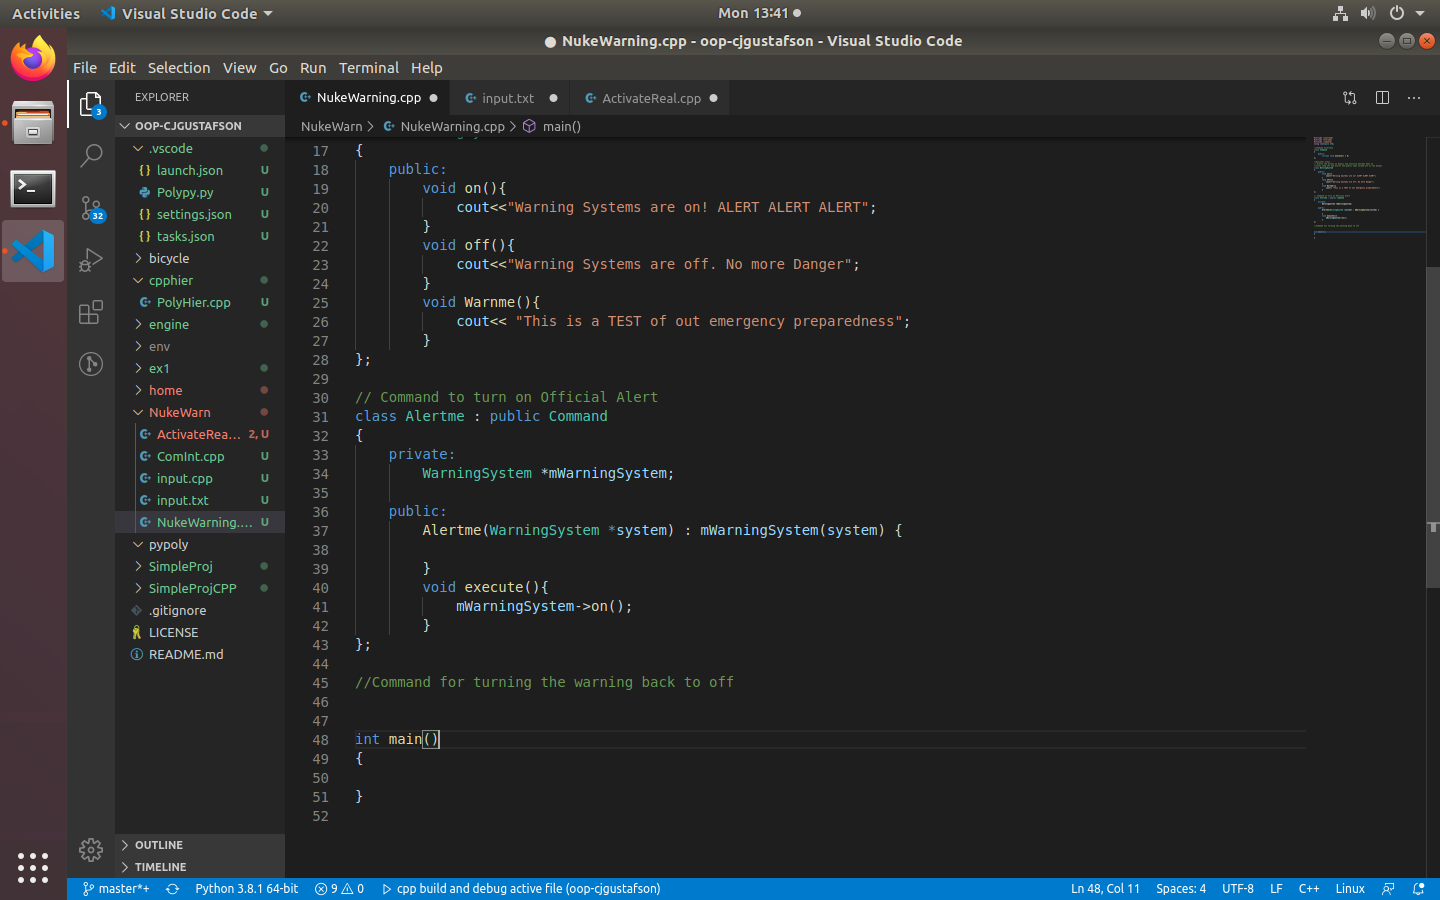 Activities
Visual Studio Code
Mon 13:41
● NukeWarning.cpp - oop-cjgustafson - Visual Studio Code
File Edit Selection View Go Run Terminal Help
3
32
EXPLORER
OOP-CJGUSTAFSON
.vscode
launch.json U
Polypy.py U
settings.json U
tasks.json U
bicycle
cpphier
PolyHier.cpp U
engine
env
ex1
home
NukeWarn
ActivateRea... 2, U
ComInt.cpp U
input.cpp U
input.txt U
NukeWarning.... U
pypoly
SimpleProj
SimpleProjCPP
.gitignore
LICENSE
README.md
OUTLINE
TIMELINE
NukeWarning.cpp
input.txt
ActivateReal.cpp
NukeWarn > NukeWarning.cpp > main()
17 {
18 public:
19 void on(){
20 cout<<"Warning Systems are on! ALERT ALERT ALERT";
21 }
22 void off(){
23 cout<<"Warning Systems are off. No more Danger";
24 }
25 void Warnme(){
26 cout<< "This is a TEST of out emergency preparedness";
27 }
28 };
29
30 // Command to turn on Official Alert
31 class Alertme : public Command
32 {
33 private:
34 WarningSystem *mWarningSystem;
35
36 public:
37 Alertme(WarningSystem *system) : mWarningSystem(system) {
38
39 }
40 void execute(){
41 mWarningSystem->on();
42 }
43 };
44
45 //Command for turning the warning back to off
46
47
48 int main()
49 {
50
51 }
52
master*+
Python 3.8.1 64-bit
9
0
cpp build and debug active file (oop-cjgustafson)
Ln 48, Col 11
Spaces: 4
UTF-8
LF
C++
Linux